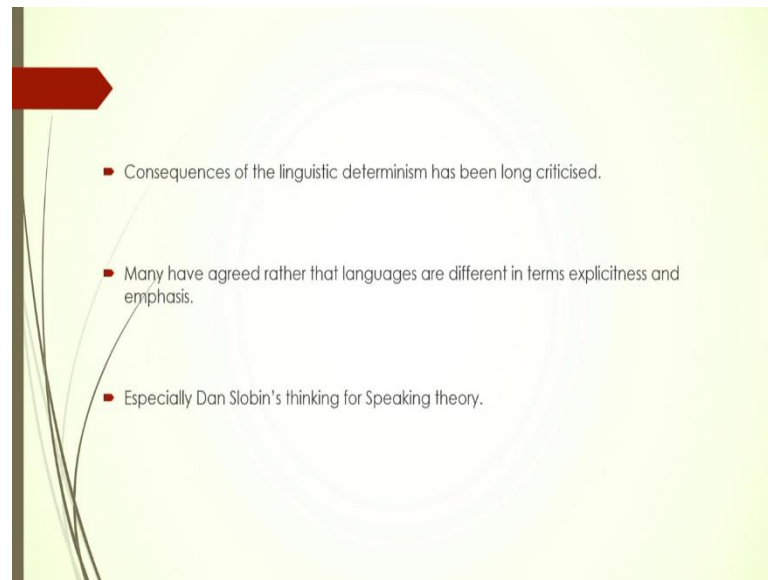 Consequences of the linguistic determinism has been long criticised.
Many have agreed rather that languages are different in terms explicitness and
emphasis.
Especially Dan Slobin's thinking for Speaking theory.